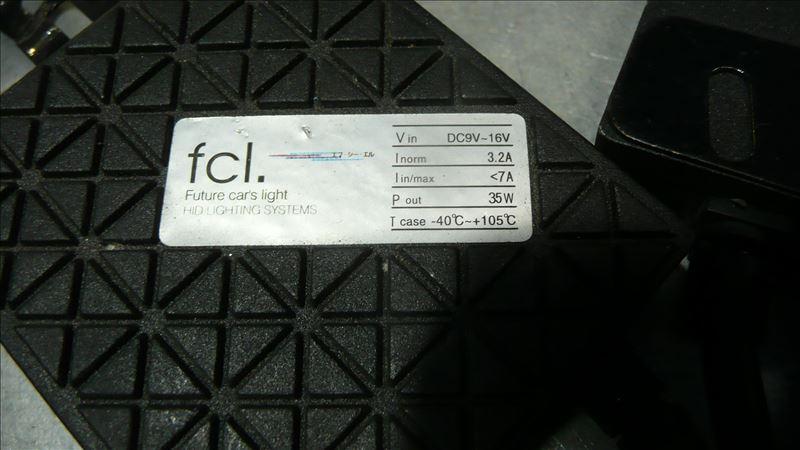 fcl.
エフ シー・エル
Future car's light
HID LIGHTING SYSTEMS
V in DC9V~16V
I norm 3.2A
I in/max <7A
P out 35W
T case -40℃~+105℃